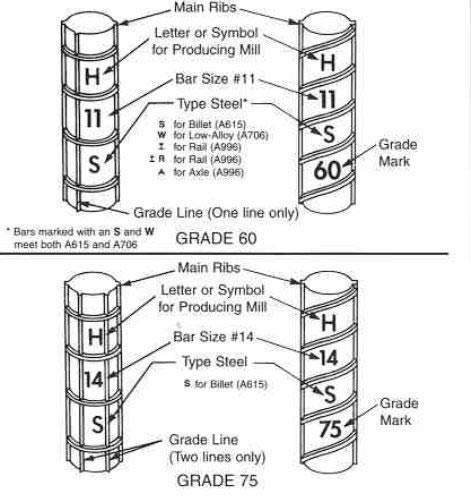 Main Ribs
Letter or Symbol
for Producing Mill
H
H
Bar Size #11
11
11
Type Steel*
S for Billet (A615)
W for Low-Alloy (A706)
I for Rail (A996)
I R for Rail (A996)
A for Axle (A996)
S
S
60
Grade
Mark
Grade Line (One line only)
* Bars marked with an S and W
meet both A615 and A706
GRADE 60
Main Ribs
Letter or Symbol
for Producing Mill
H
H
Bar Size #14
14
14
Type Steel
S for Billet (A615)
S
S
75
Grade
Mark
Grade Line
(Two lines only)
GRADE 75